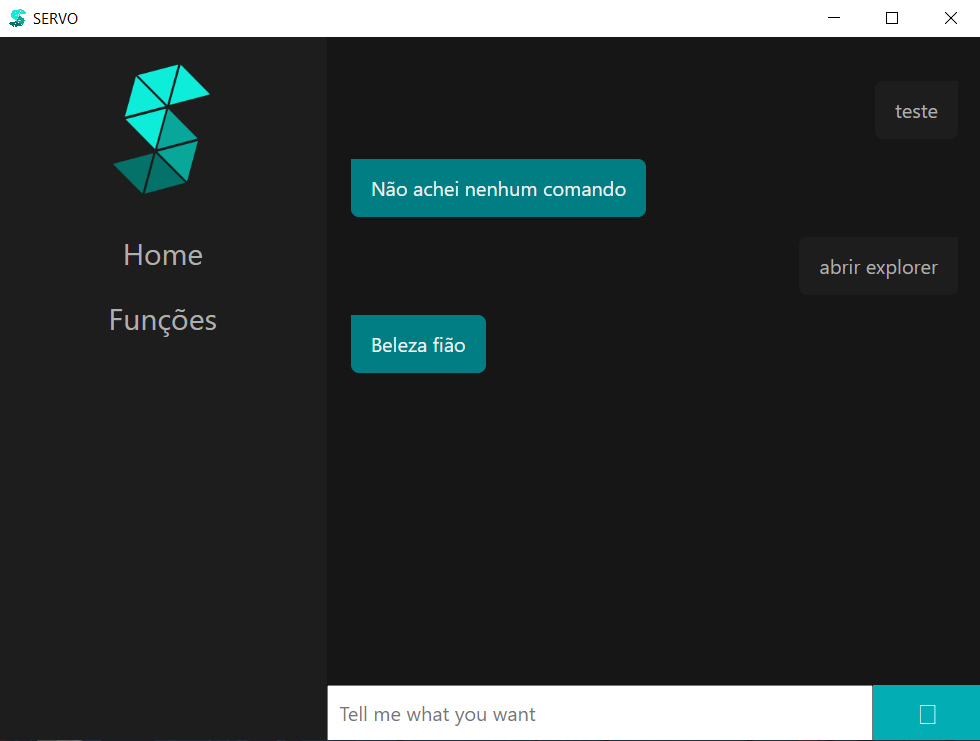 SERVO
Home
Funções
teste
Não achei nenhum comando
abrir explorer
Beleza fião
Tell me what you want